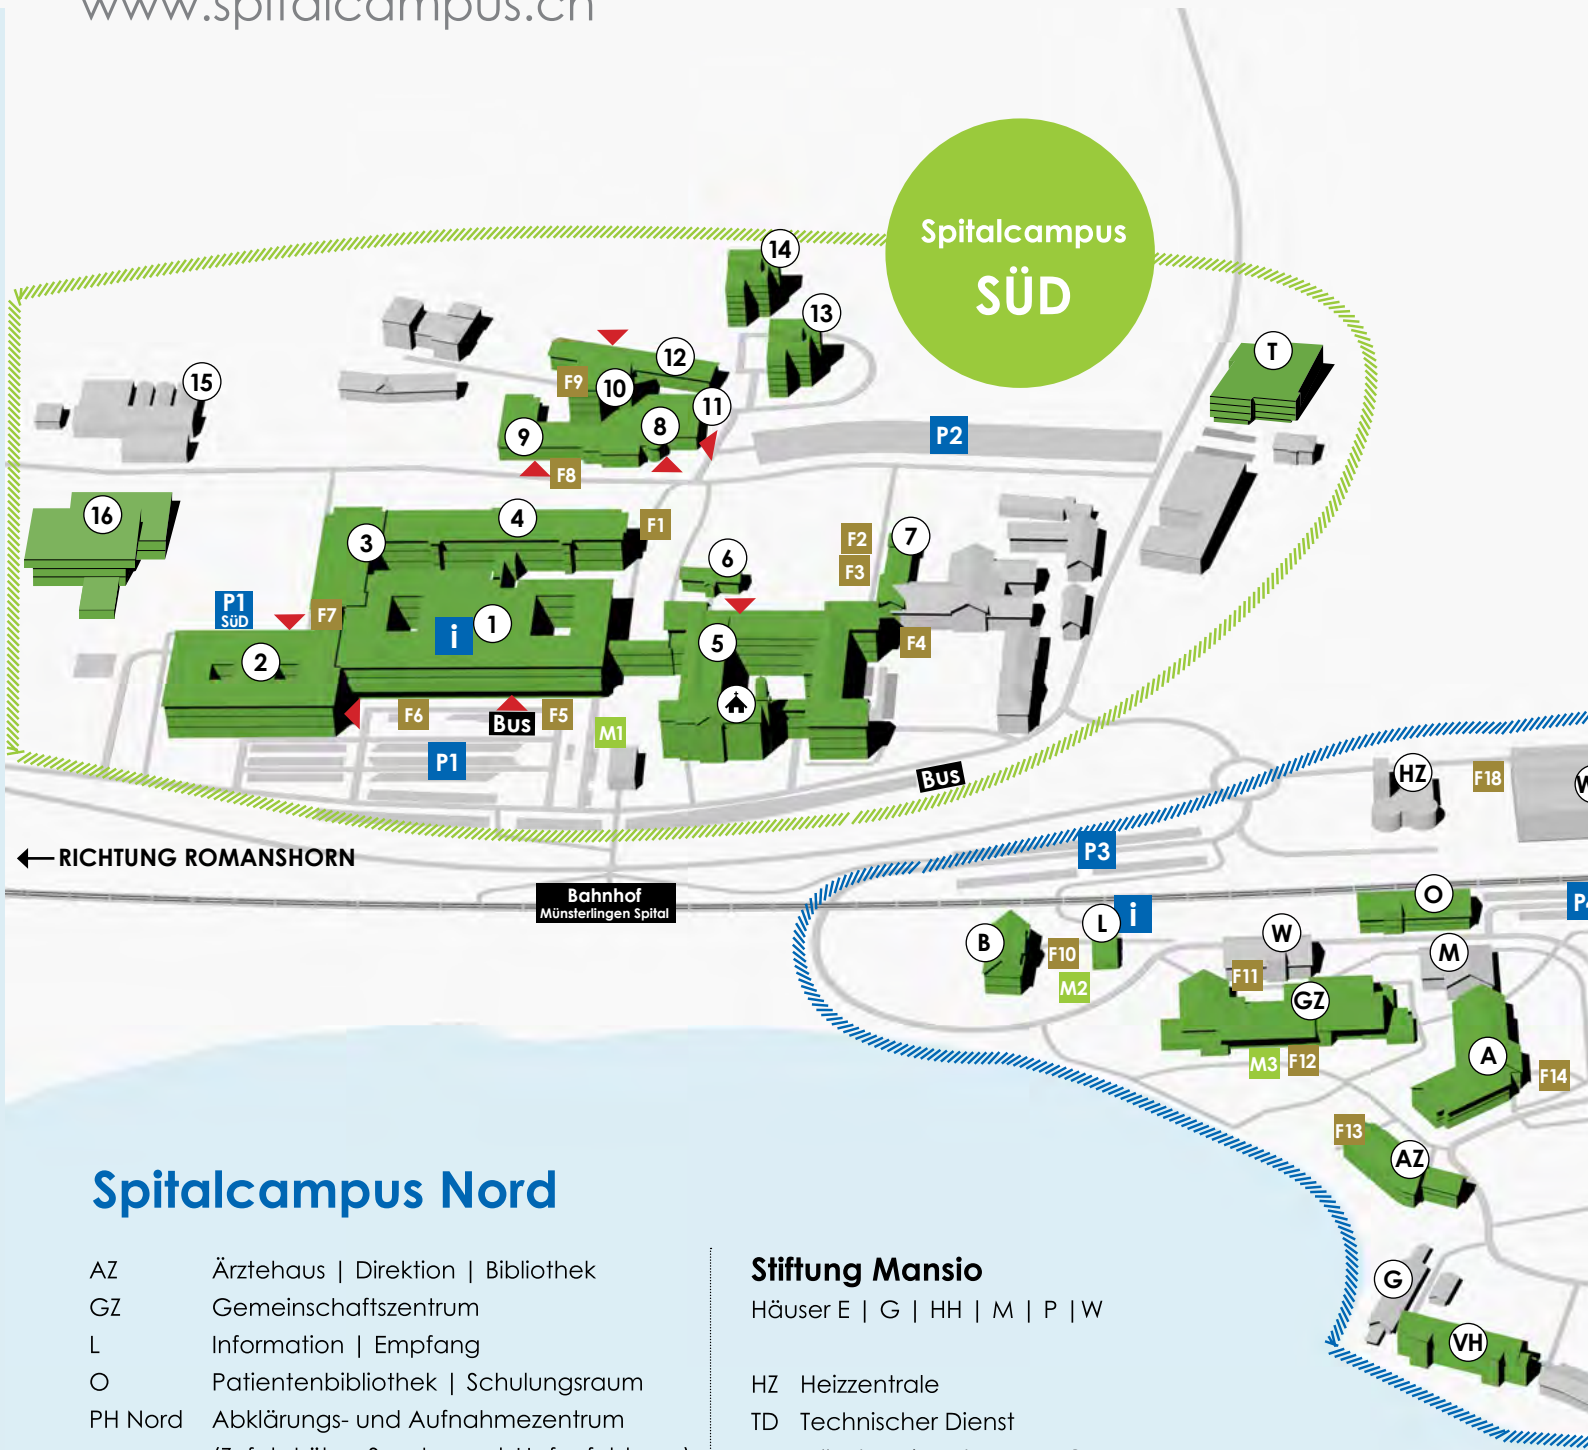 www.spitalcampus.ch
Spitalcampus
SÜD
14
13
12
T
15
F9
10
11
9
8
P2
F8
16
3
4
F1
6
F2
7
F3
P1
SÜD
F7
i
1
2
5
F4
F6
Bus
F5
M1
P1
Bus
HZ
F18
RICHTUNG ROMANSHORN
P3
Bahnhof
Münsterlingen Spital
O
B
L
i
W
M
F10
F11
M2
GZ
M3
F12
A
F14
F13
AZ
G
VH
Spitalcampus Nord
AZ Ärztehaus | Direktion | Bibliothek
GZ Gemeinschaftszentrum
L Information | Empfang
O Patientenbibliothek | Schulungsraum
PH Nord Abklärungs- und Aufnahmezentrum
Stiftung Mansio
Häuser E | G | HH | M | P |W
HZ Heizzentrale
TD Technischer Dienst